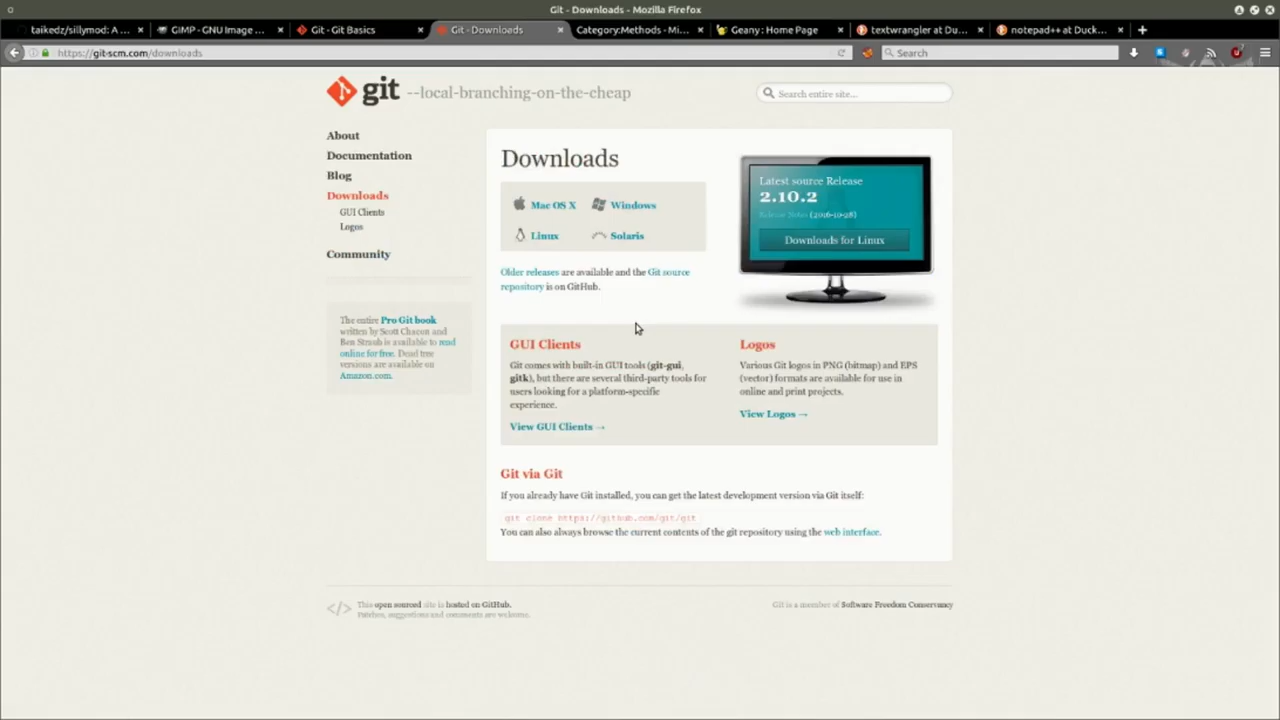 Git - Downloads - Mozilla Firefox
taikedz/sillymod: A ...
GIMP - GNU Image ...
Git - Git Basics
Git - Downloads
Category:Methods - Mi...
Geany : Home Page
textwrangler at Du...
notepad++ at Duck...
https://git-scm.com/downloads
Search
git --local-branching-on-the-cheap
Search entire site...
About
Documentation
Blog
Downloads
GUI Clients
Logos
Community
The entire Pro Git book
written by Scott Chacon and
Ben Straub is available to read
online for free. Dead tree
versions are available on
Amazon.com.
Downloads
Mac OS X Windows
Linux Solaris
Older releases are available and the Git source
repository is on GitHub.
Latest source Release
2.10.2
Release Notes (2016-10-28)
Downloads for Linux
GUI Clients
Git comes with built-in GUI tools (git-gui,
gitk), but there are several third-party tools for
users looking for a platform-specific
experience.
View GUI Clients →
Logos
Various Git logos in PNG (bitmap) and EPS
(vector) formats are available for use in
online and print projects.
View Logos →
Git via Git
If you already have Git installed, you can get the latest development version via Git itself:
git clone https://github.com/git/git
You can also always browse the current contents of the git repository using the web interface.
</> This open sourced site is hosted on GitHub.
Patches, suggestions and comments are welcome.
Git is a member of Software Freedom Conservancy